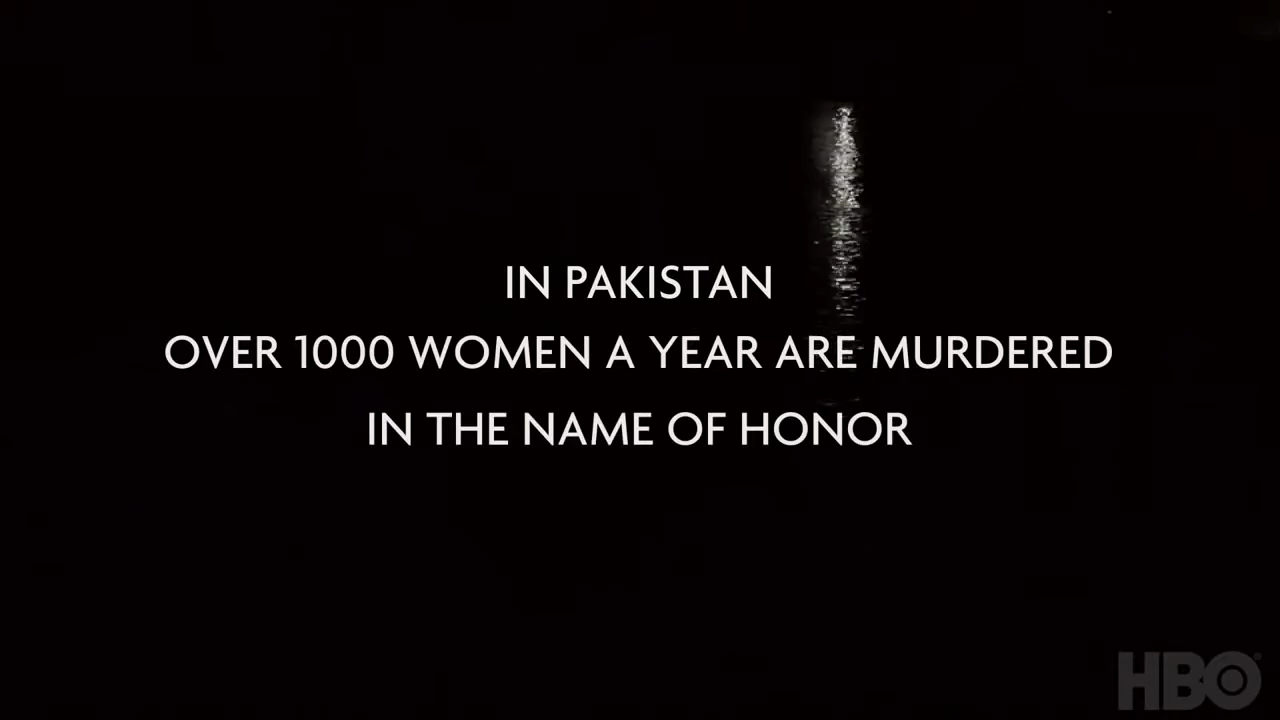 IN PAKISTAN
OVER 1000 WOMEN A YEAR ARE MURDERED
IN THE NAME OF HONOR
HBO